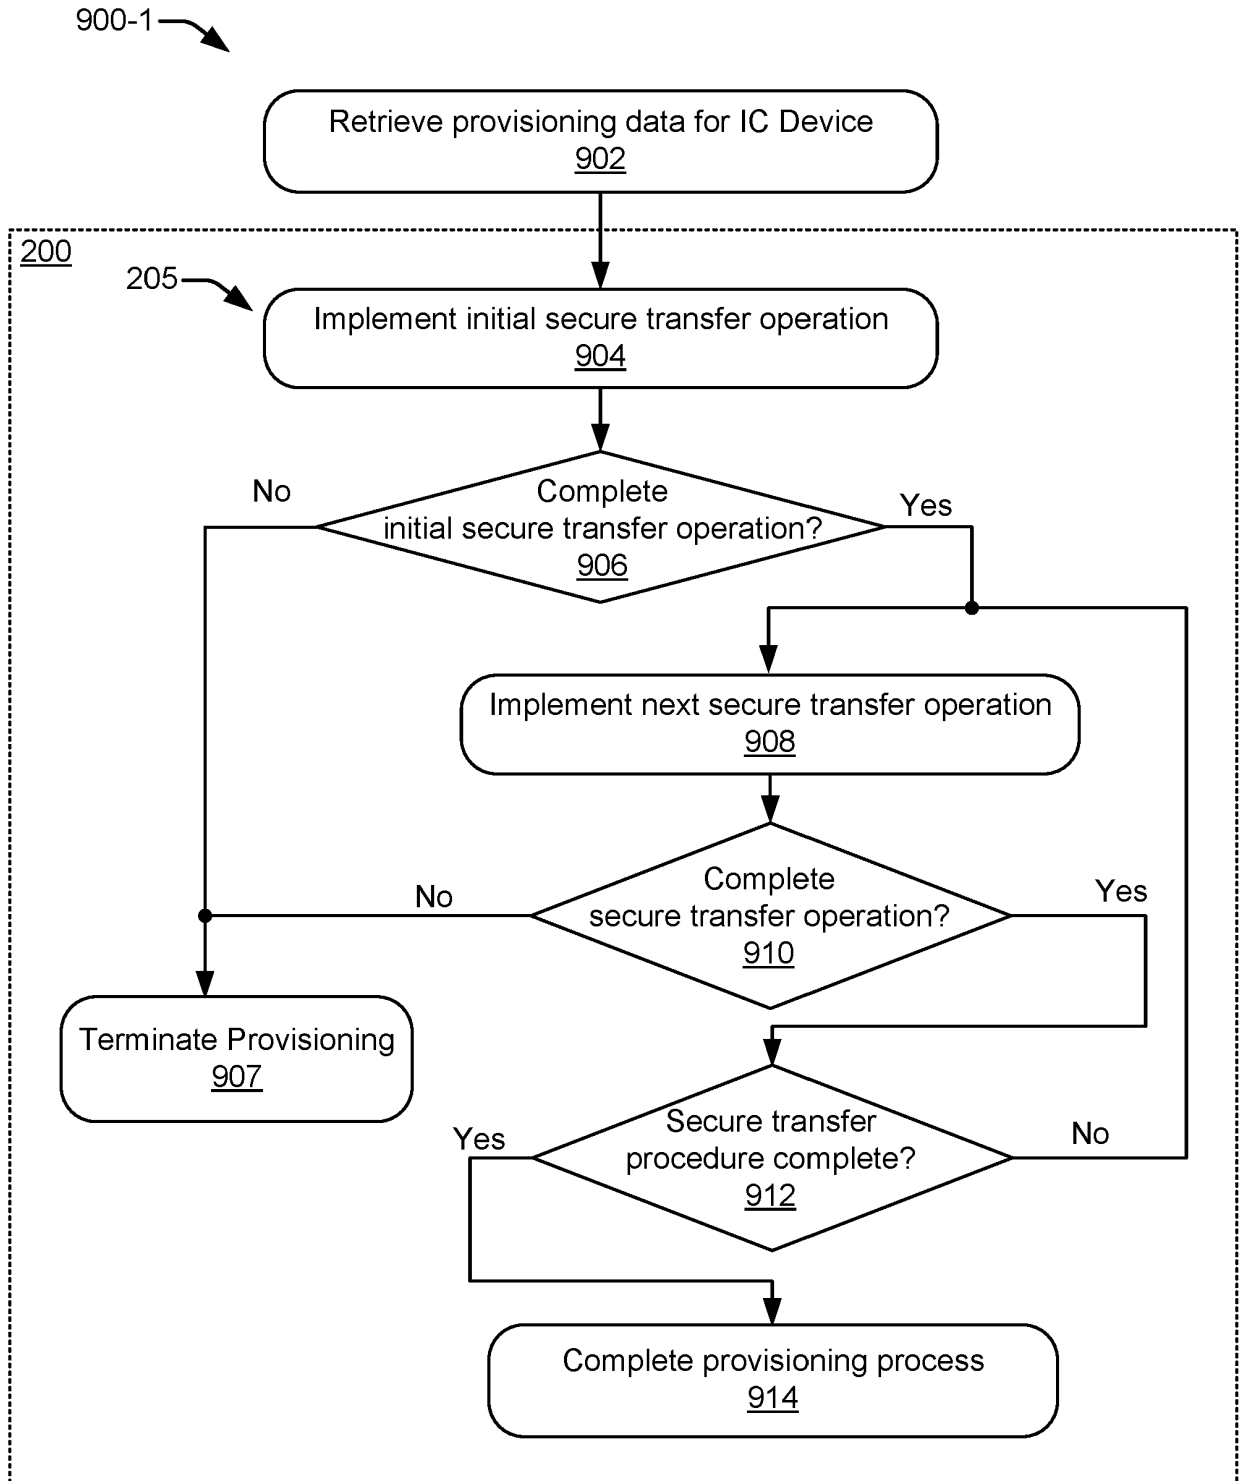 900-1
Retrieve provisioning data for IC Device
902
200
205
Implement initial secure transfer operation
904
No
Complete
initial secure transfer operation?
906
Yes
Implement next secure transfer operation
908
No
Complete
secure transfer operation?
910
Yes
Terminate Provisioning
907
Yes
Secure transfer
procedure complete?
912
No
Complete provisioning process
914